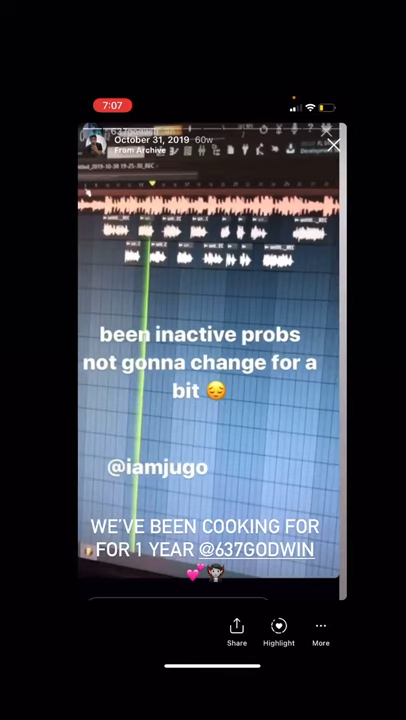 7:07
October 31, 2019 60w
From Archive
been inactive probs
not gonna change for a
bit 😔
@iamjugo
WE'VE BEEN COOKING FOR
FOR 1 YEAR @637GODWIN
💕🧛🏻‍♂️
Share
Highlight
More